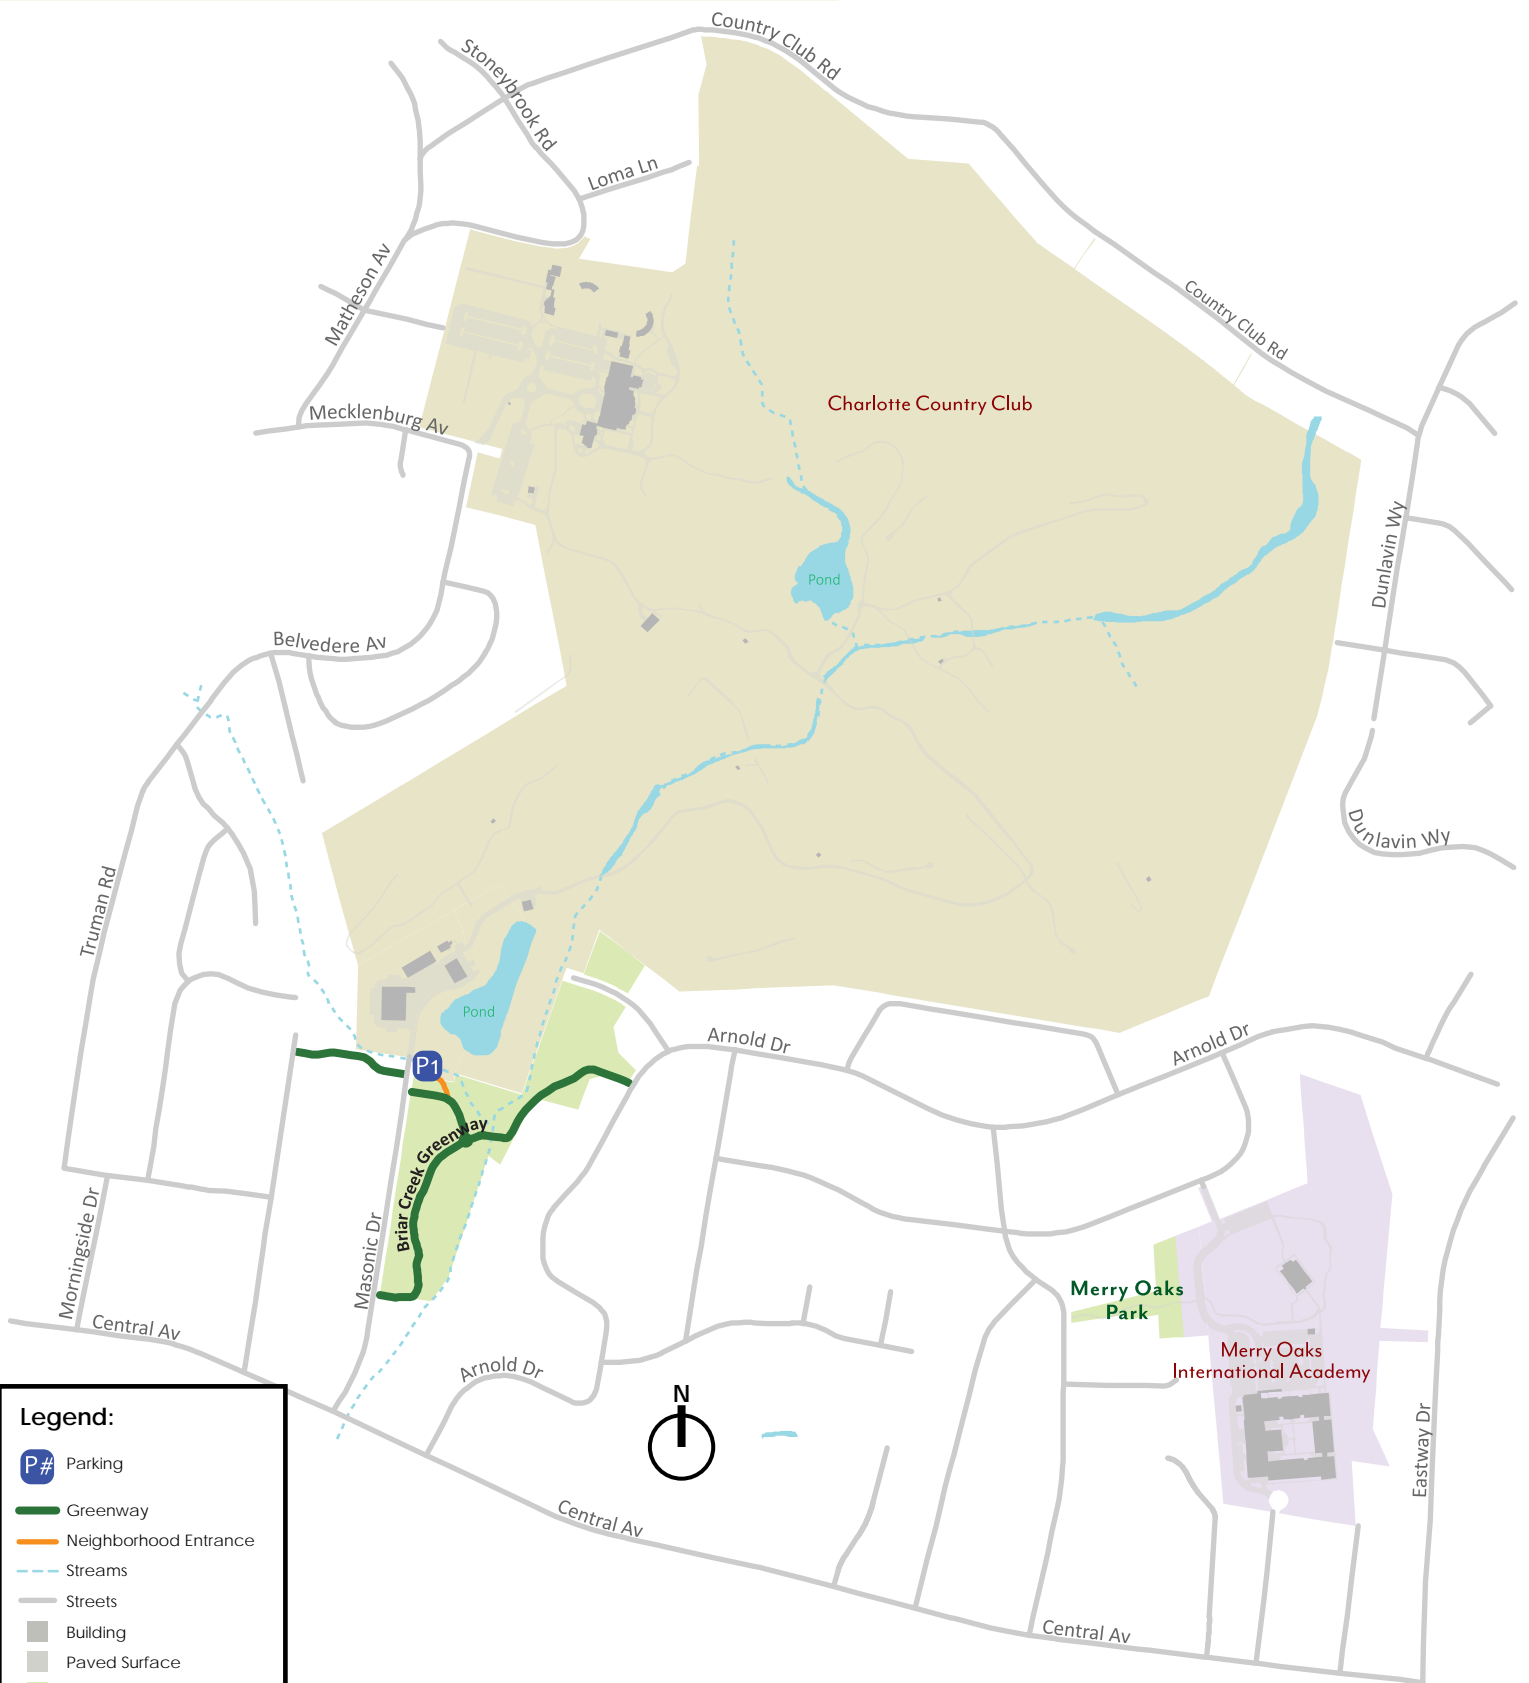 Country Club Rd
Stoneybrook Rd
Loma Ln
Matheson Av
Country Club Rd
Charlotte Country Club
Mecklenburg Av
Dunlavin Wy
Pond
Belvedere Av
Dunlavin Wy
Truman Rd
Pond
Arnold Dr
Arnold Dr
P1
Briar Creek Greenway
Morningside Dr
Masonic Dr
Merry Oaks
Park
Central Av
Merry Oaks
International Academy
Arnold Dr
N
Eastway Dr
Central Av
Central Av
Legend:
P# Parking
Greenway
Neighborhood Entrance
Streams
Streets
Building
Paved Surface